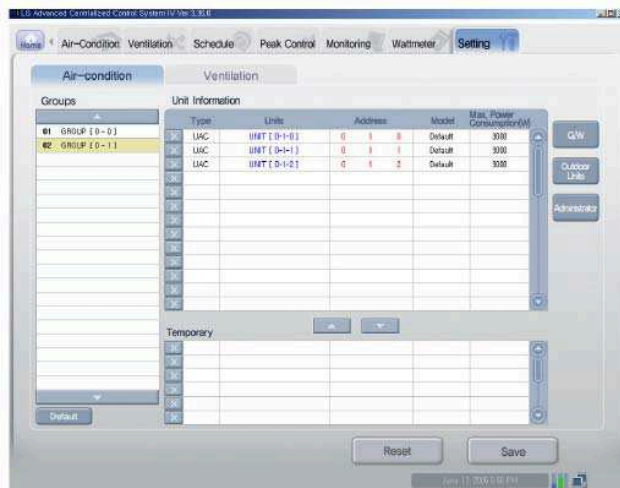 LG Advanced Centralized Control System IV Ver 3.35.0
Home Air-Condition Ventilation Schedule Peak Control Monitoring Wattmeter Setting
Air-condition Ventilation
Groups Unit Information
Type Units Address Model Max. Power Consumption(W)
01 GROUP [ 0-0] UAC UNIT [ 0-1-0] 0 1 0 Default 3000 G/W
02 GROUP [ 0-1] UAC UNIT [ 0-1-1] 0 1 1 Default 3000
UAC UNIT [ 0-1-2] 0 1 2 Default 3000 Outdoor Units
Administrator
Temporary
Default
Reset Save